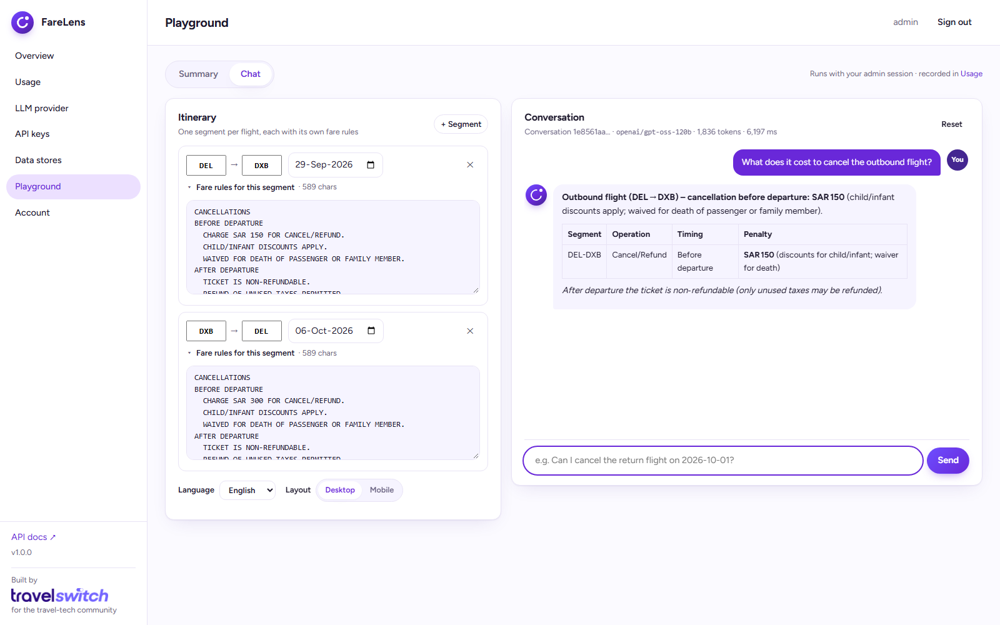 FareLens
Overview
Usage
LLM provider
API keys
Data stores
Playground
Account
API docs ↗
v1.0.0
Built by
travelswitch
for the travel-tech community
Playground
admin
Sign out
Summary
Chat
Runs with your admin session · recorded in Usage
Itinerary
One segment per flight, each with its own fare rules
+ Segment
DEL → DXB 29-Sep-2026 ×
▾ Fare rules for this segment · 589 chars
CANCELLATIONS
BEFORE DEPARTURE
CHARGE SAR 150 FOR CANCEL/REFUND.
CHILD/INFANT DISCOUNTS APPLY.
WAIVED FOR DEATH OF PASSENGER OR FAMILY MEMBER.
AFTER DEPARTURE
TICKET IS NON-REFUNDABLE.
REFUND OF UNUSED TAXES PERMITTED
DXB → DEL 06-Oct-2026 ×
▾ Fare rules for this segment · 589 chars
CANCELLATIONS
BEFORE DEPARTURE
CHARGE SAR 300 FOR CANCEL/REFUND.
CHILD/INFANT DISCOUNTS APPLY.
WAIVED FOR DEATH OF PASSENGER OR FAMILY MEMBER.
AFTER DEPARTURE
TICKET IS NON-REFUNDABLE.
REFUND OF UNUSED TAXES PERMITTED
Language English Layout Desktop Mobile
Conversation
Conversation 1e8561aa… · openai/gpt-oss-120b · 1,836 tokens · 6,197 ms
Reset
What does it cost to cancel the outbound flight?
You
Outbound flight (DEL→DXB) – cancellation before departure: SAR 150 (child/infant
discounts apply; waived for death of passenger or family member).
Segment Operation Timing Penalty
DEL-DXB Cancel/Refund Before SAR 150 (discounts for child/infant; waiver
departure for death)
After departure the ticket is non-refundable (only unused taxes may be refunded).
e.g. Can I cancel the return flight on 2026-10-01?
Send